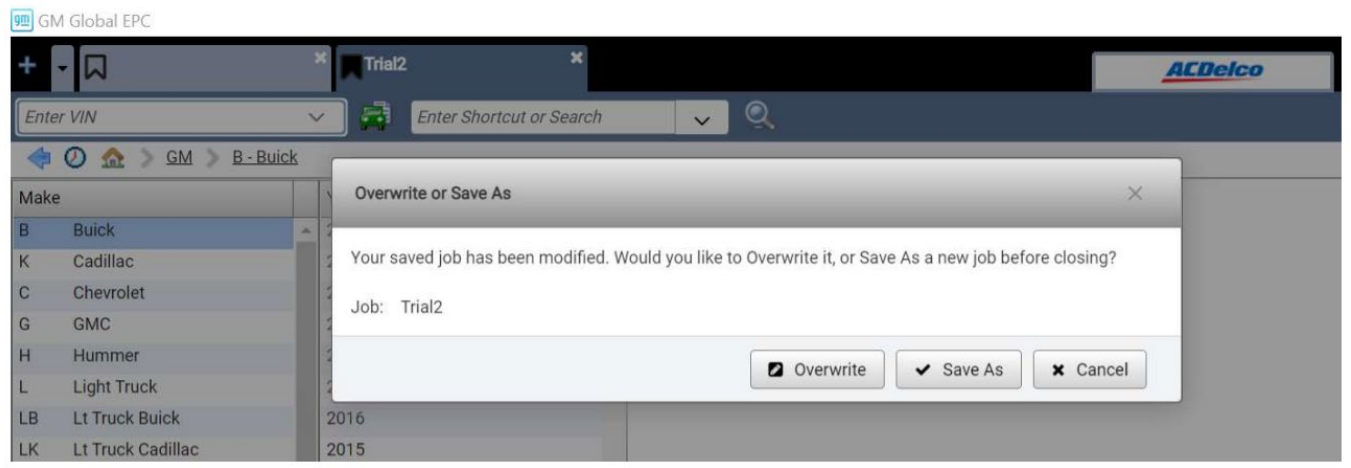 gm GM Global EPC
+ Trial2 ACDelco
Enter VIN Enter Shortcut or Search
GM B - Buick
Make
Overwrite or Save As
B Buick
Your saved job has been modified. Would you like to Overwrite it, or Save As a new job before closing?
K Cadillac
C Chevrolet
Job: Trial2
G GMC
H Hummer
Overwrite Save As Cancel
L Light Truck
LB Lt Truck Buick 2016
LK Lt Truck Cadillac 2015